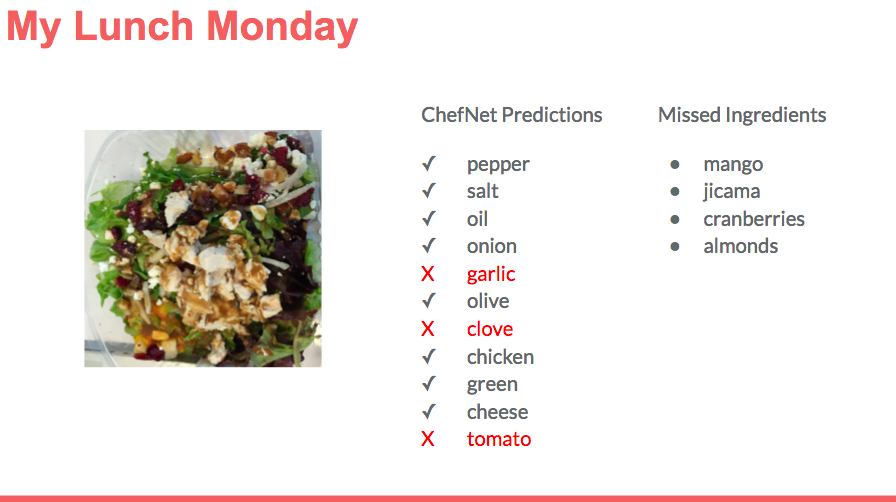 My Lunch Monday
ChefNet Predictions
✓ pepper
✓ salt
✓ oil
✓ onion
X garlic
✓ olive
X clove
✓ chicken
✓ green
✓ cheese
X tomato
Missed Ingredients
● mango
● jicama
● cranberries
● almonds